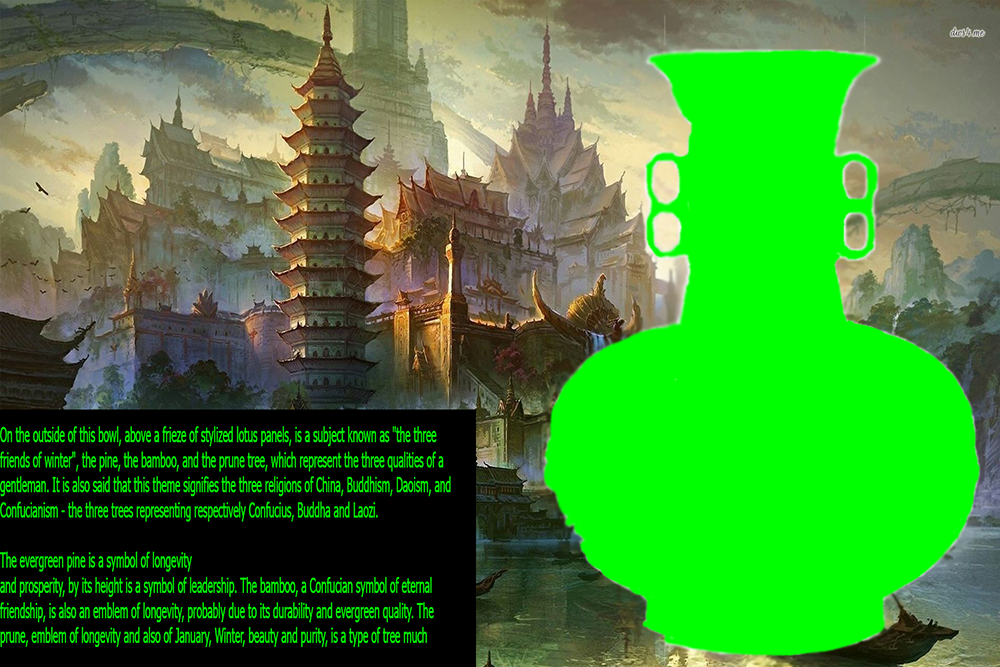 dwr4.me
On the outside of this bowl, above a frieze of stylized lotus panels, is a subject known as "the three
friends of winter", the pine, the bamboo, and the prune tree, which represent the three qualities of a
gentleman. It is also said that this theme signifies the three religions of China, Buddhism, Daoism, and
Confucianism - the three trees representing respectively Confucius, Buddha and Laozi.
The evergreen pine is a symbol of longevity
and prosperity, by its height is a symbol of leadership. The bamboo, a Confucian symbol of eternal
friendship, is also an emblem of longevity, probably due to its durability and evergreen quality. The
prune, emblem of longevity and also of January, Winter, beauty and purity, is a type of tree much